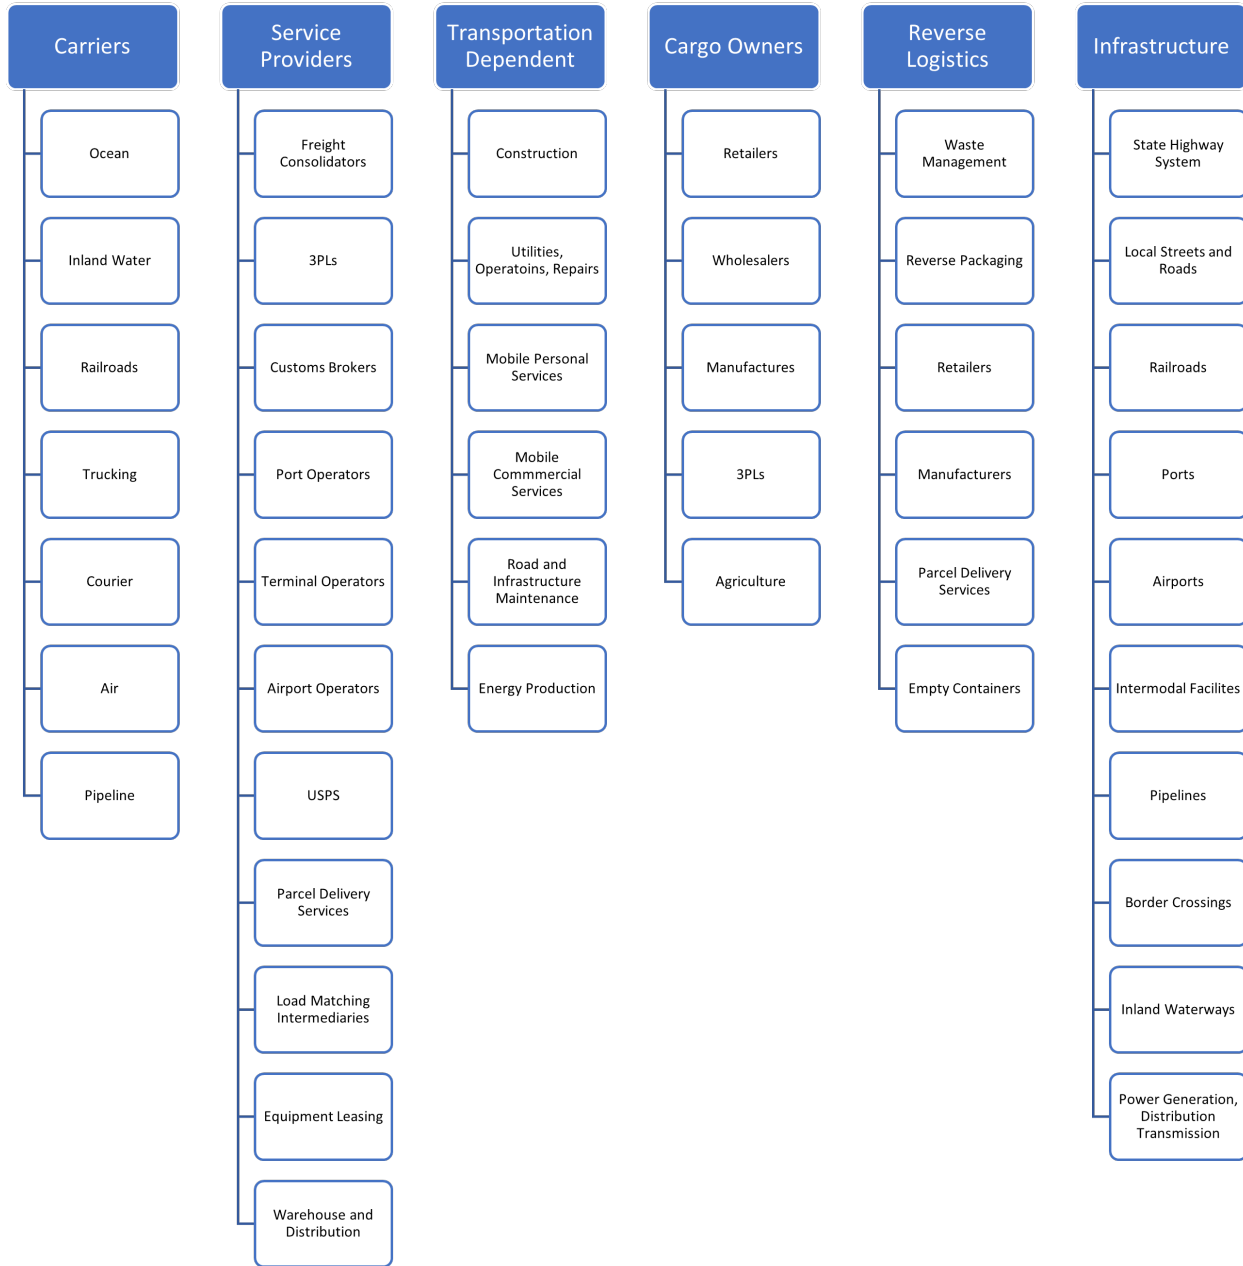 Carriers
Ocean
Inland Water
Railroads
Trucking
Courier
Air
Pipeline
Service
Providers
Freight
Consolidators
3PLs
Customs Brokers
Port Operators
Terminal Operators
Airport Operators
USPS
Parcel Delivery
Services
Load Matching
Intermediaries
Equipment Leasing
Warehouse and
Distribution
Transportation
Dependent
Construction
Utilities,
Operatoins, Repairs
Mobile Personal
Services
Mobile
Commmercial
Services
Road and
Infrastructure
Maintenance
Energy Production
Cargo Owners
Retailers
Wholesalers
Manufactures
3PLs
Agriculture
Reverse
Logistics
Waste
Management
Reverse Packaging
Retailers
Manufacturers
Parcel Delivery
Services
Empty Containers
Infrastructure
State Highway
System
Local Streets and
Roads
Railroads
Ports
Airports
Intermodal Facilites
Pipelines
Border Crossings
Inland Waterways
Power Generation,
Distribution
Transmission